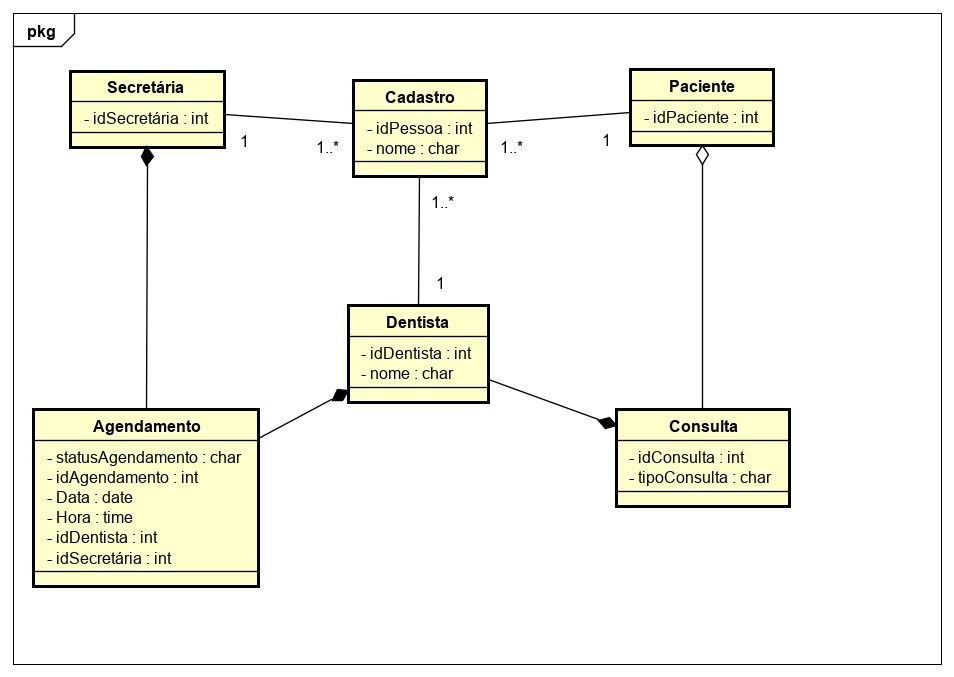 pkg
Secretária
- idSecretária : int
Cadastro
- idPessoa : int
- nome : char
Paciente
- idPaciente : int
1
1..*
1..*
1
1..*
1
Dentista
- idDentista : int
- nome : char
Agendamento
- statusAgendamento : char
- idAgendamento : int
- Data : date
- Hora : time
- idDentista : int
- idSecretária : int
Consulta
- idConsulta : int
- tipoConsulta : char